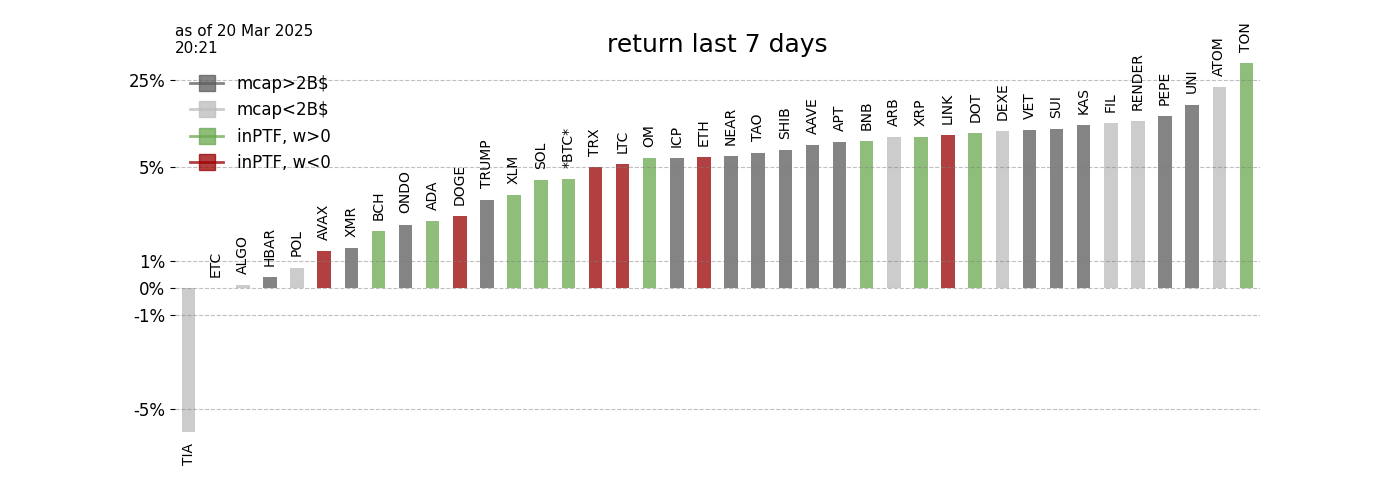 as of 20 Mar 2025
20:21
return last 7 days
mcap>2B$
mcap<2B$
inPTF, w>0
inPTF, w<0
25%
5%
1%
0%
-1%
-5%
TIA
ETC
ALGO
HBAR
POL
AVAX
XMR
BCH
ONDO
ADA
DOGE
TRUMP
XLM
SOL
*BTC*
TRX
LTC
OM
ICP
ETH
NEAR
TAO
SHIB
AAVE
APT
BNB
ARB
XRP
LINK
DOT
DEXE
VET
SUI
KAS
FIL
RENDER
PEPE
UNI
ATOM
TON